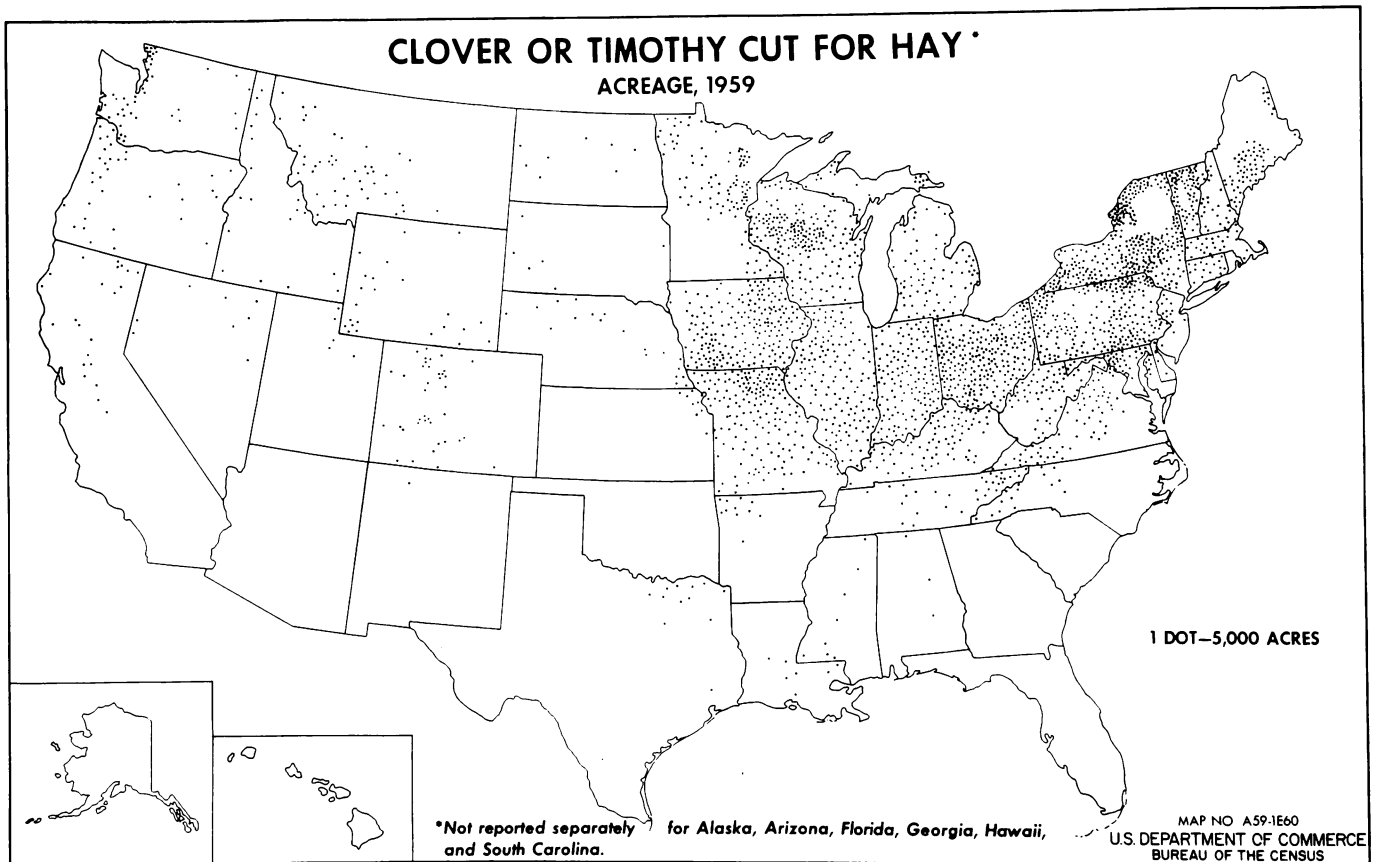 CLOVER OR TIMOTHY CUT FOR HAY*
ACREAGE, 1959
1 DOT—5,000 ACRES
*Not reported separately for Alaska, Arizona, Florida, Georgia, Hawaii,
and South Carolina.
MAP NO A59-1E60
U.S. DEPARTMENT OF COMMERCE
BUREAU OF THE CENSUS